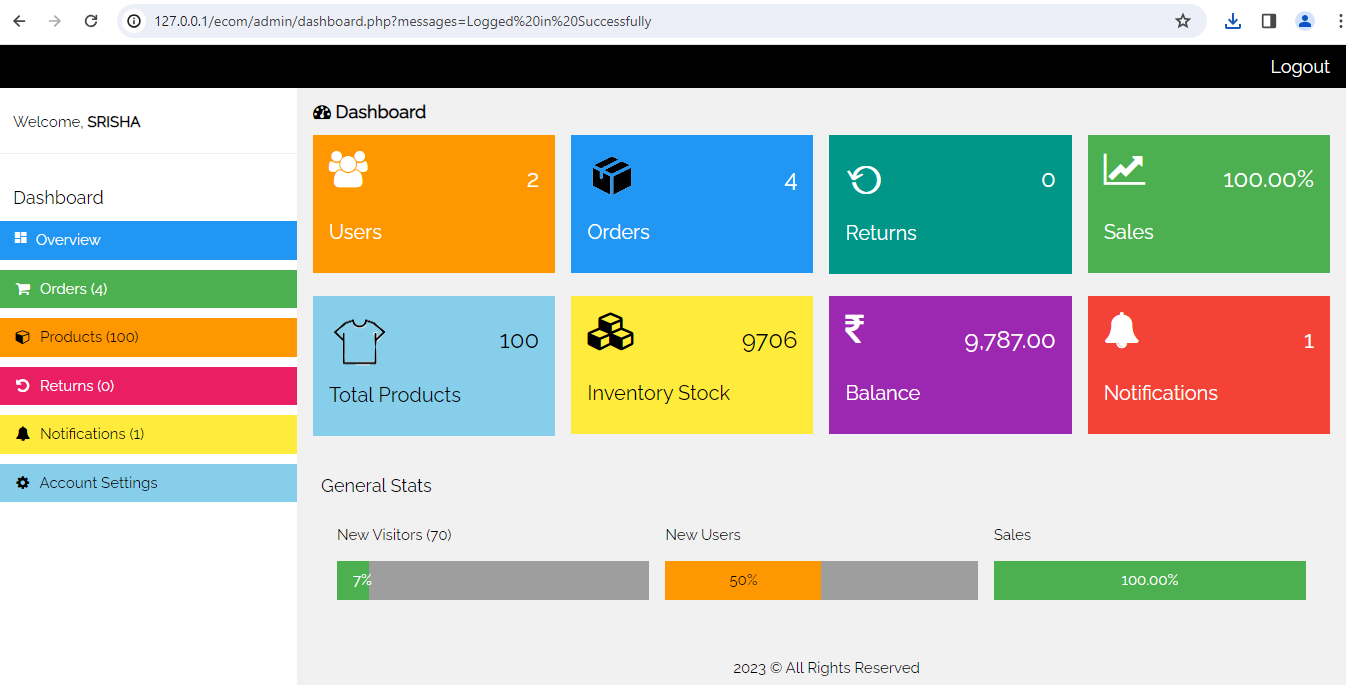 127.0.0.1/ecom/admin/dashboard.php?messages=Logged%20in%20Successfully
Logout
Welcome, SRISHA
Dashboard
Overview
Orders (4)
Products (100)
Returns (0)
Notifications (1)
Account Settings
Dashboard
2
Users
4
Orders
0
Returns
100.00%
Sales
100
Total Products
9706
Inventory Stock
₹
9,787.00
Balance
1
Notifications
General Stats
New Visitors (70)
7%
New Users
50%
Sales
100.00%
2023 © All Rights Reserved